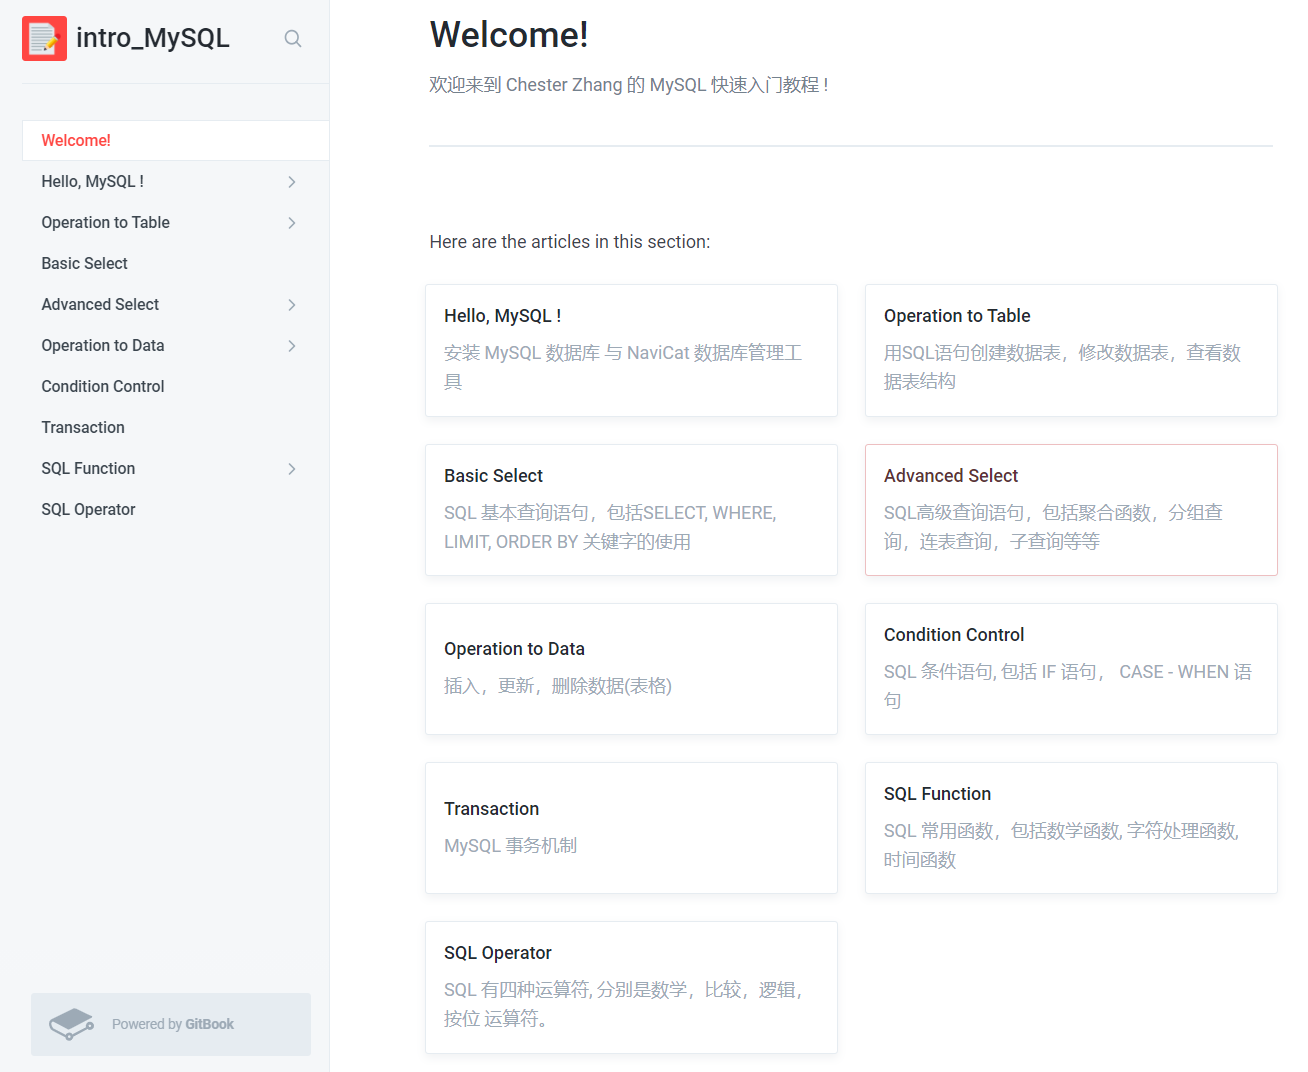 intro_MySQL
Welcome!
Hello, MySQL !
Operation to Table
Basic Select
Advanced Select
Operation to Data
Condition Control
Transaction
SQL Function
SQL Operator
Powered by GitBook
Welcome!
欢迎来到 Chester Zhang 的 MySQL 快速入门教程 !
Here are the articles in this section:
Hello, MySQL !
安装 MySQL 数据库 与 NaviCat 数据库管理工
具
Operation to Table
用SQL语句创建数据表，修改数据表，查看数
据表结构
Basic Select
SQL 基本查询语句，包括SELECT, WHERE,
LIMIT, ORDER BY 关键字的使用
Advanced Select
SQL高级查询语句，包括聚合函数，分组查
询，连表查询，子查询等等
Operation to Data
插入，更新，删除数据(表格)
Condition Control
SQL 条件语句, 包括 IF 语句， CASE - WHEN 语
句
Transaction
MySQL 事务机制
SQL Function
SQL 常用函数，包括数学函数, 字符处理函数,
时间函数
SQL Operator
SQL 有四种运算符, 分别是数学，比较，逻辑，
按位 运算符。